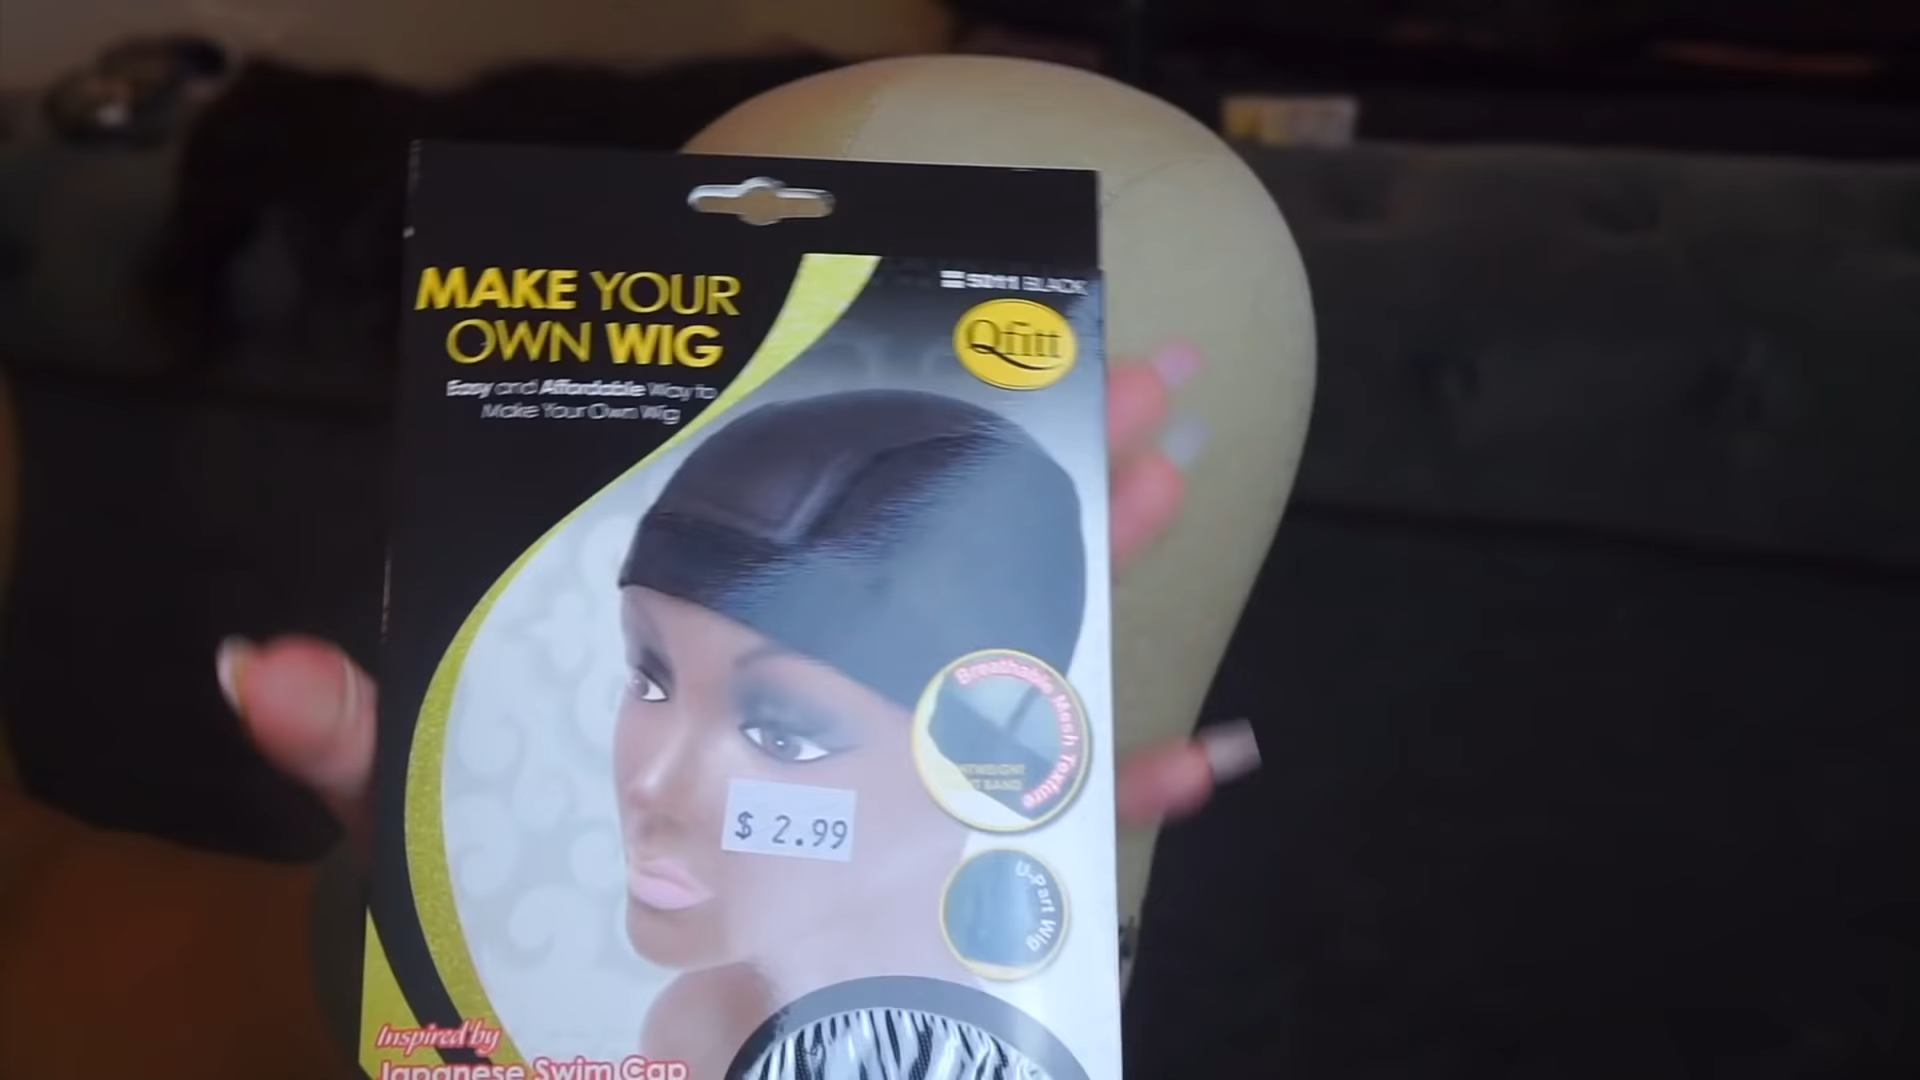 MAKE YOUR
OWN WIG
Easy and Affordable Way to
Make Your Own Wig
5011 BLACK
Qfitt
Breathable Mesh Texture
$ 2.99
U-Part Wig
Inspired by
Japanese Swim Cap